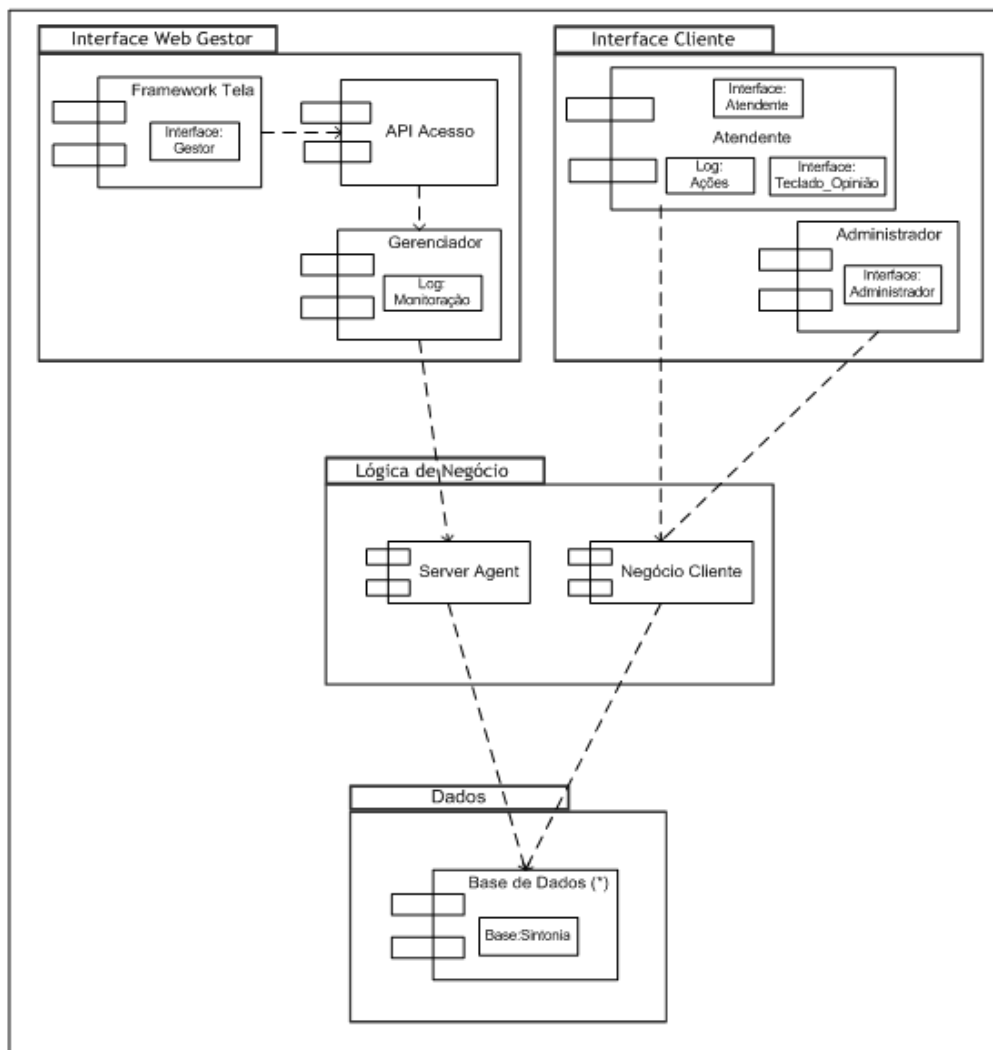 Interface Web Gestor
Framework Tela
Interface:
Gestor
API Acesso
Gerenciador
Log:
Monitoração
Interface Cliente
Interface:
Atendente
Atendente
Log:
Ações
Interface:
Teclado_Opinião
Administrador
Interface:
Administrador
Lógica de Negócio
Server Agent
Negócio Cliente
Dados
Base de Dados (*)
Base:Sintonia